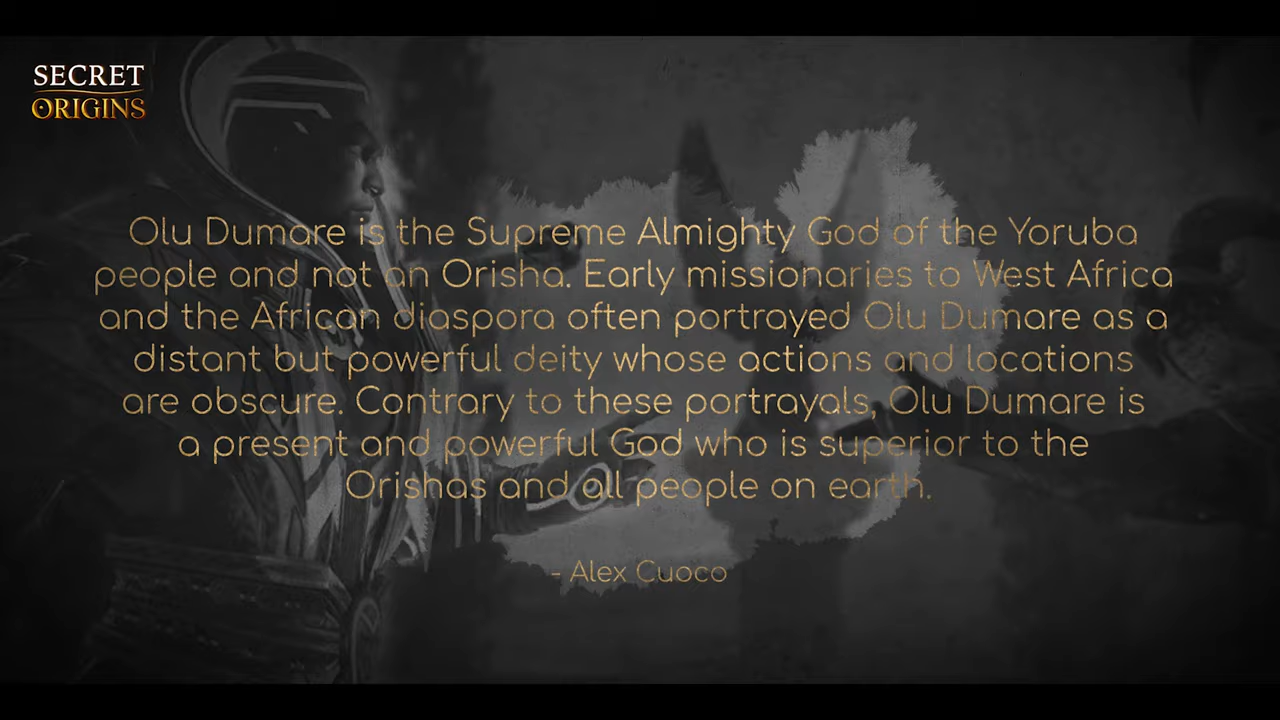 SECRET
ORIGINS
Olu Dumare is the Supreme Almighty God of the Yoruba
people and not an Orisha. Early missionaries to West Africa
and the African diaspora often portrayed Olu Dumare as a
distant but powerful deity whose actions and locations
are obscure. Contrary to these portrayals, Olu Dumare is
a present and powerful God who is superior to the
Orishas and all people on earth.
- Alex Cuoco